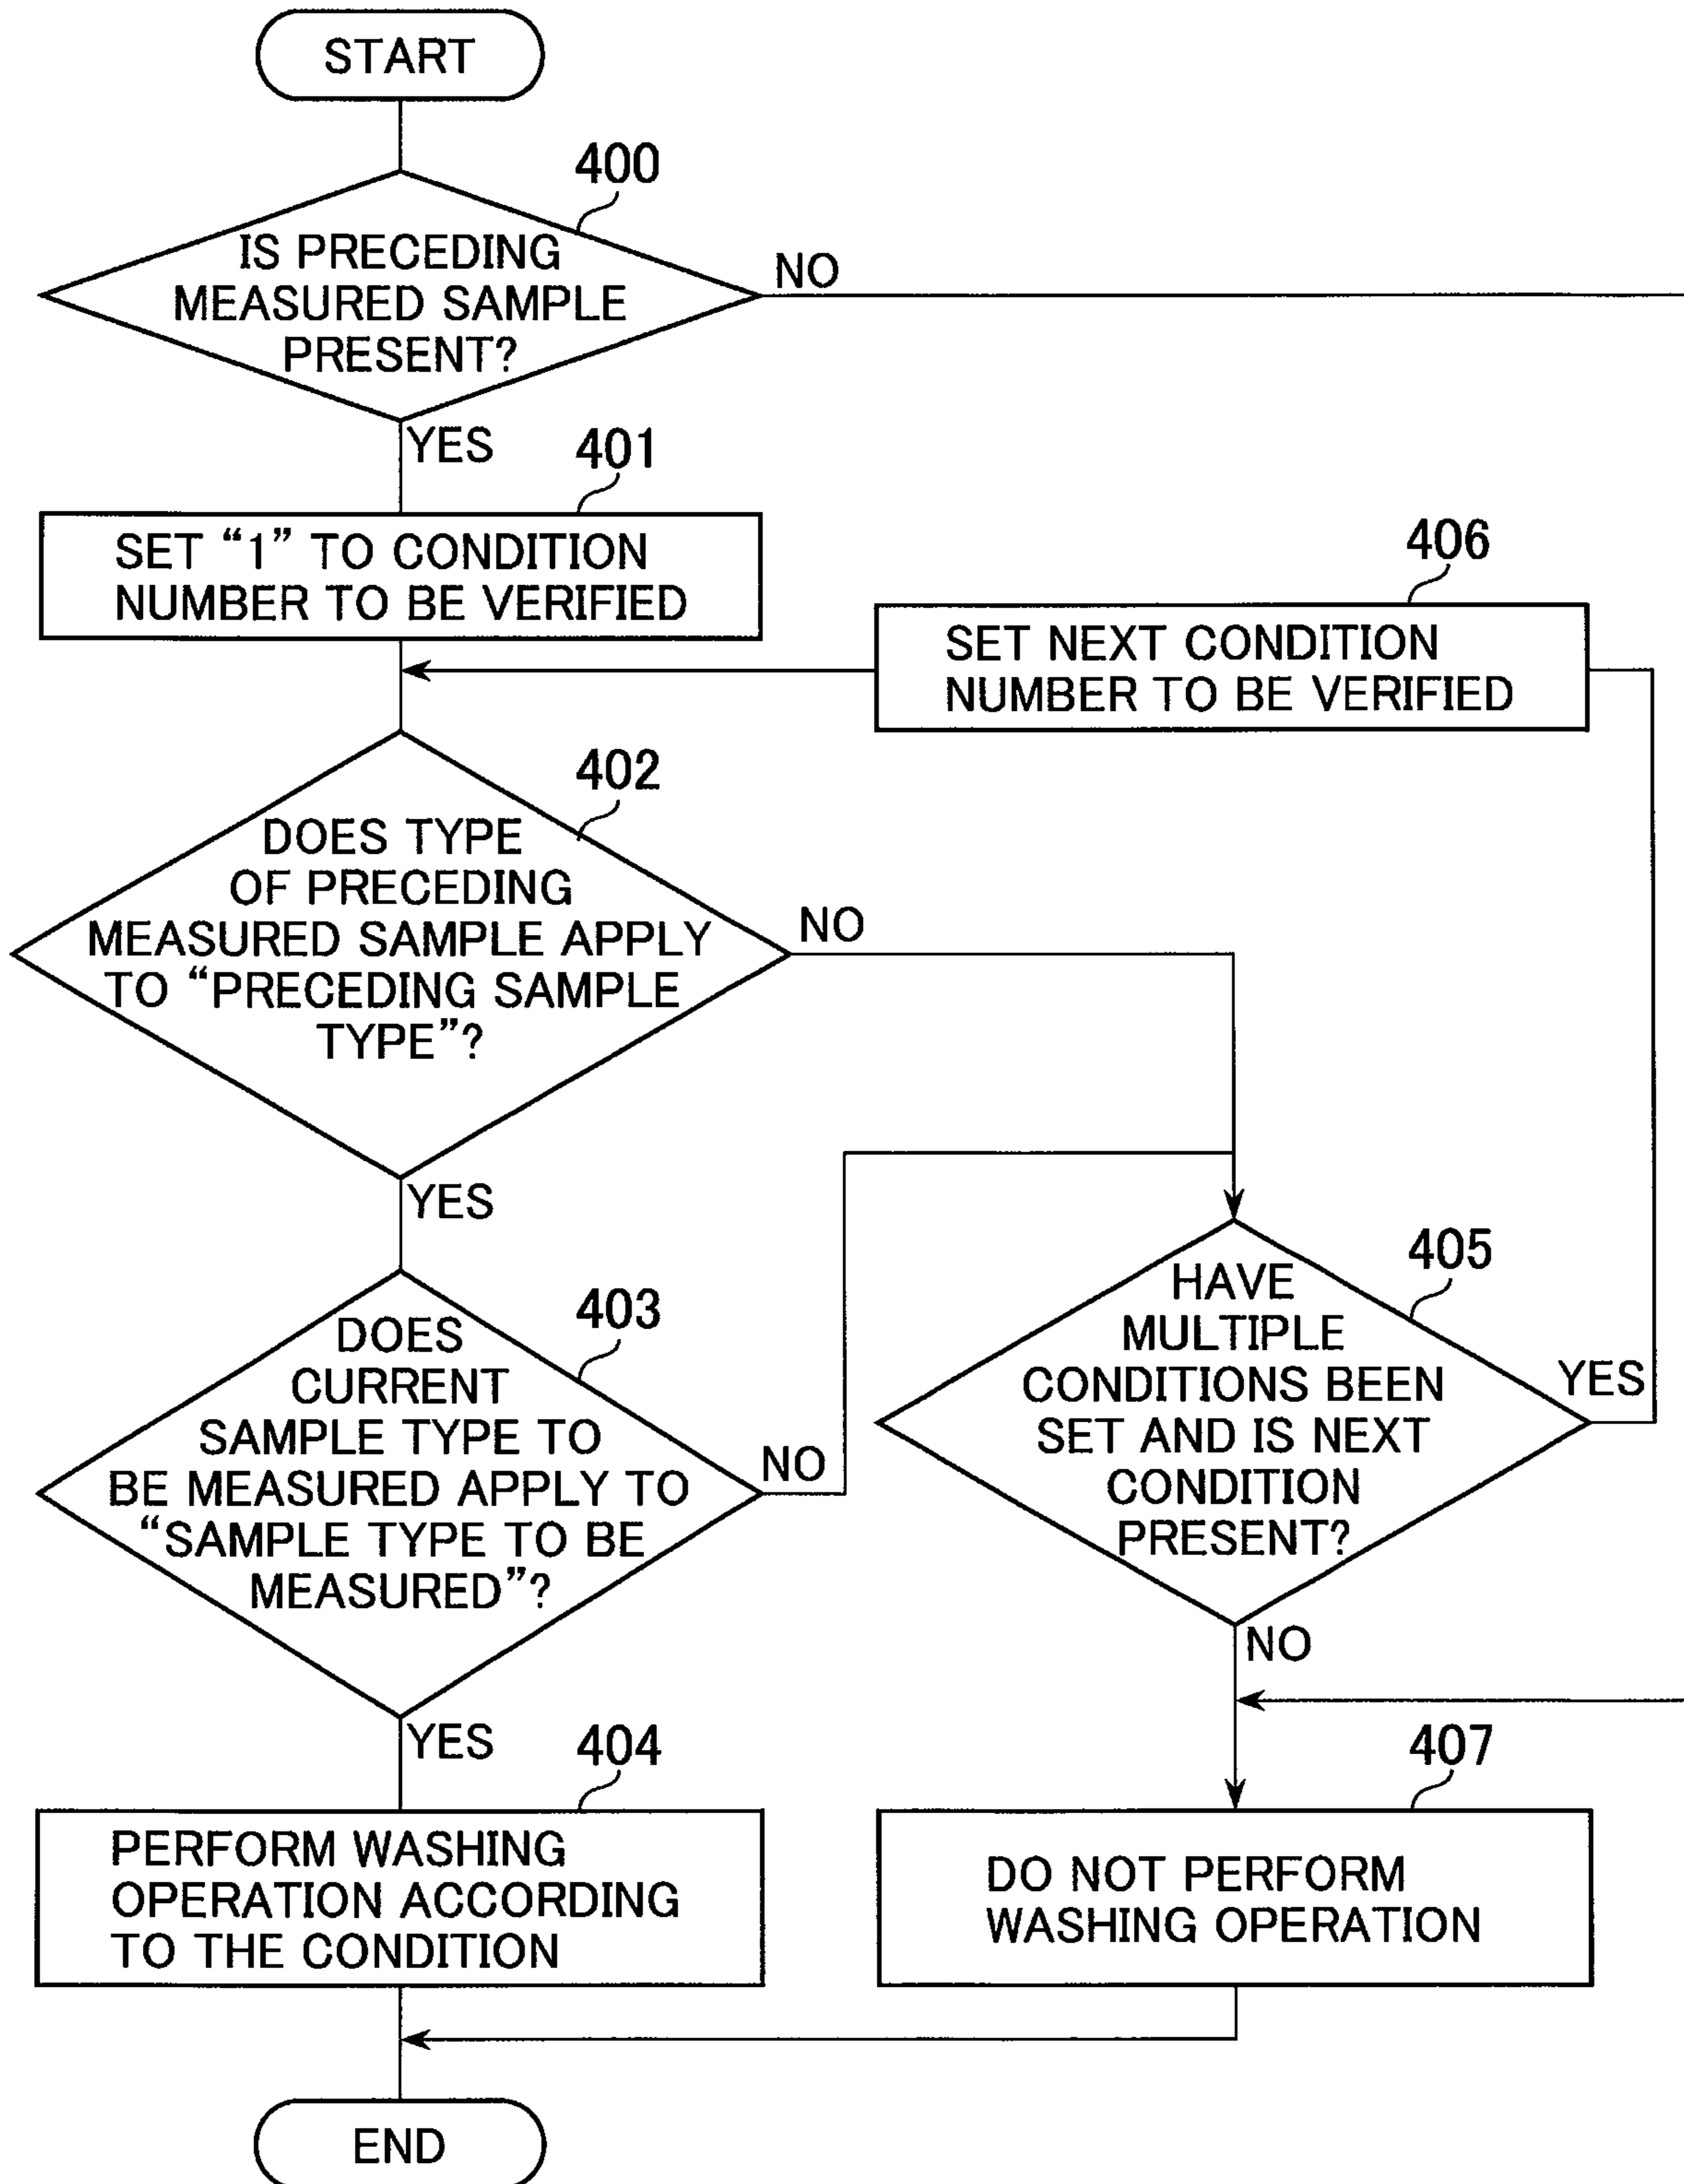 START
400
IS PRECEDING
MEASURED SAMPLE
PRESENT?
NO
YES
401
SET “1” TO CONDITION
NUMBER TO BE VERIFIED
406
SET NEXT CONDITION
NUMBER TO BE VERIFIED
402
DOES TYPE
OF PRECEDING
MEASURED SAMPLE APPLY
TO “PRECEDING SAMPLE
TYPE”?
NO
YES
403
DOES
CURRENT
SAMPLE TYPE TO
BE MEASURED APPLY TO
“SAMPLE TYPE TO BE
MEASURED”?
NO
YES
405
HAVE
MULTIPLE
CONDITIONS BEEN
SET AND IS NEXT
CONDITION
PRESENT?
YES
NO
404
PERFORM WASHING
OPERATION ACCORDING
TO THE CONDITION
407
DO NOT PERFORM
WASHING OPERATION
END